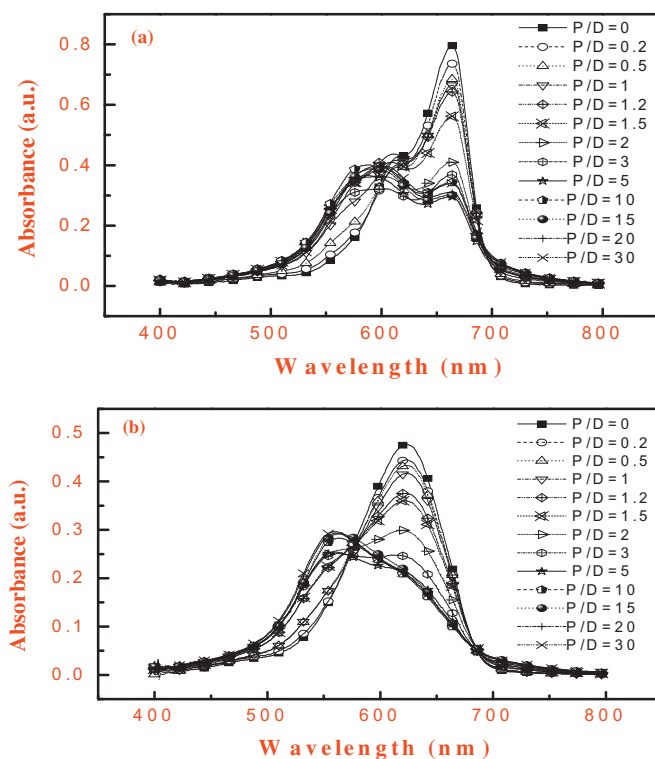 (a)
Absorbance (a.u.)
0.8
0.6
0.4
0.2
0.0
400 500 600 700 800
Wavelength (nm)
P/D=0
P/D=0.2
P/D=0.5
P/D=1
P/D=1.2
P/D=1.5
P/D=2
P/D=3
P/D=5
P/D=10
P/D=15
P/D=20
P/D=30
(b)
Absorbance (a.u.)
0.5
0.4
0.3
0.2
0.1
0.0
400 500 600 700 800
Wavelength (nm)
P/D=0
P/D=0.2
P/D=0.5
P/D=1
P/D=1.2
P/D=1.5
P/D=2
P/D=3
P/D=5
P/D=10
P/D=15
P/D=20
P/D=30